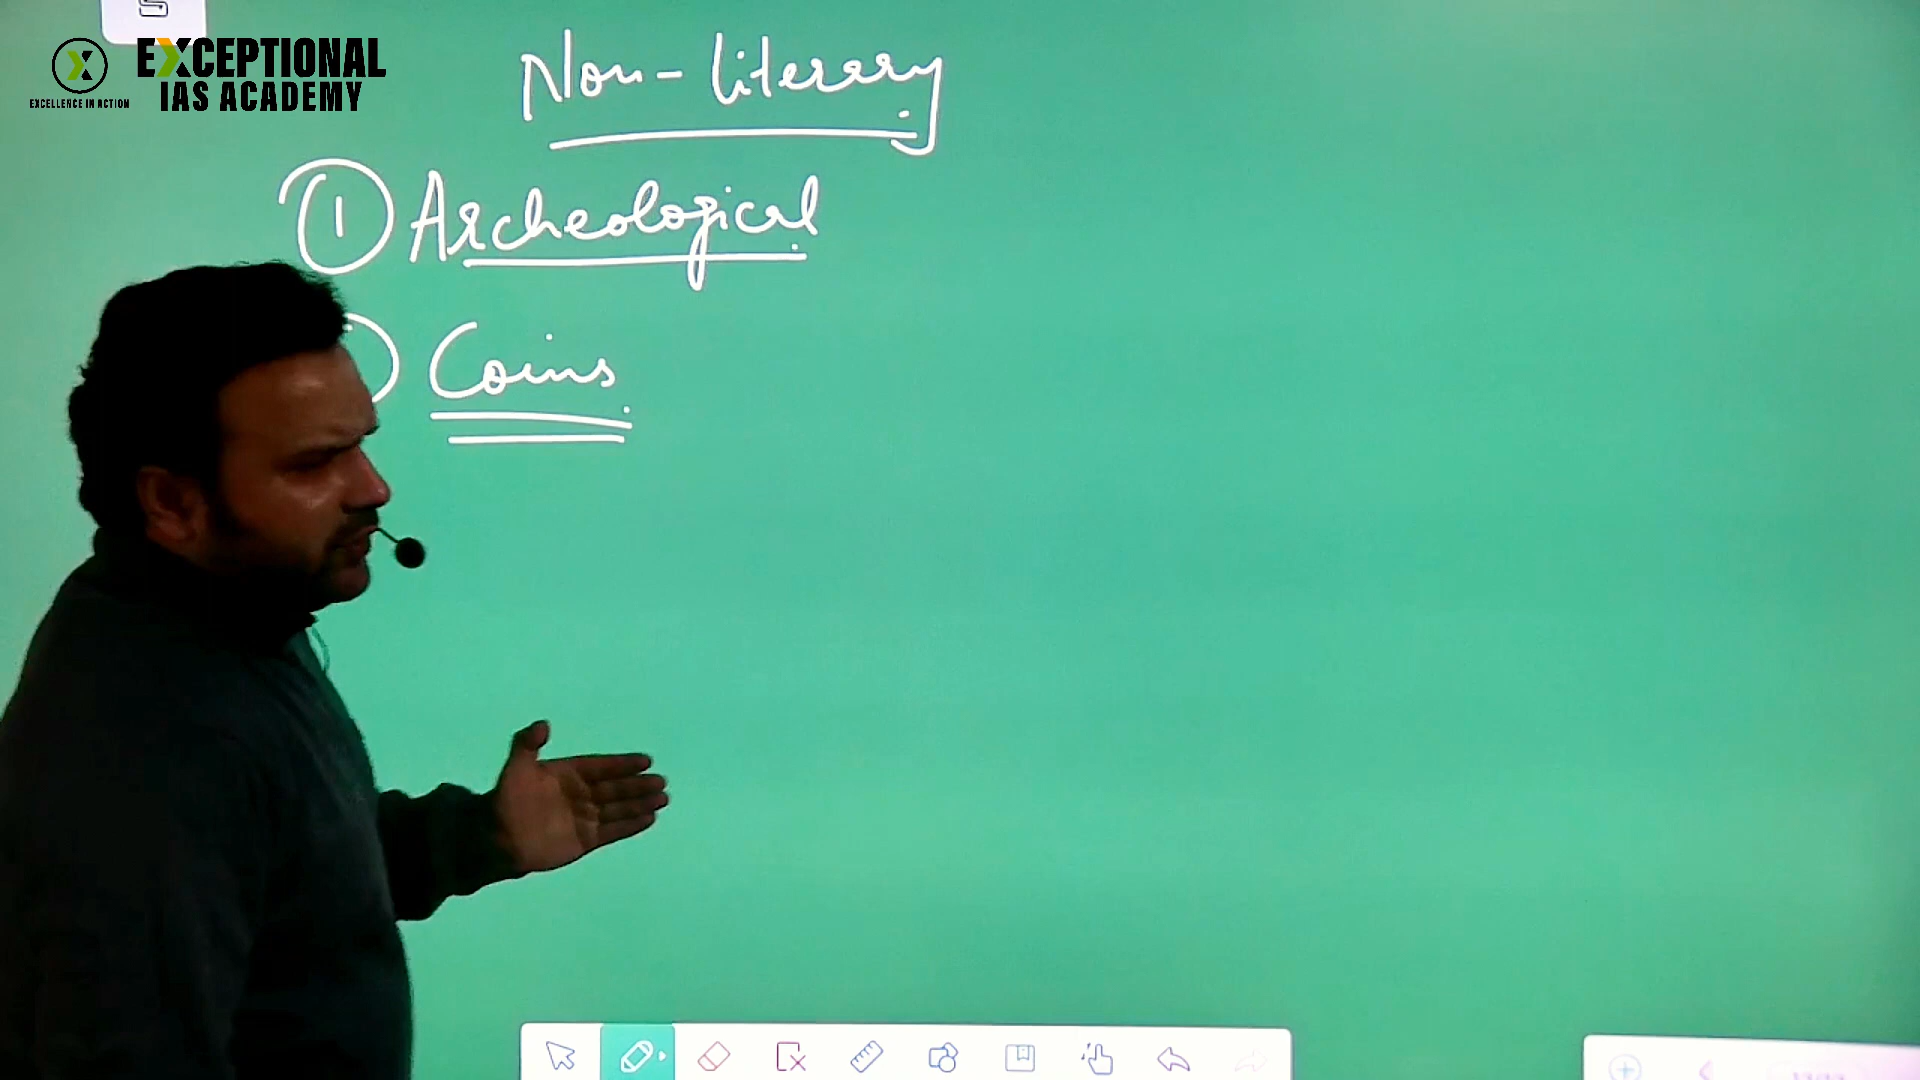 EXCEPTIONAL
IAS ACADEMY
EXCELLENCE IN ACTION
Non-Literary
1 Archeological
Coins